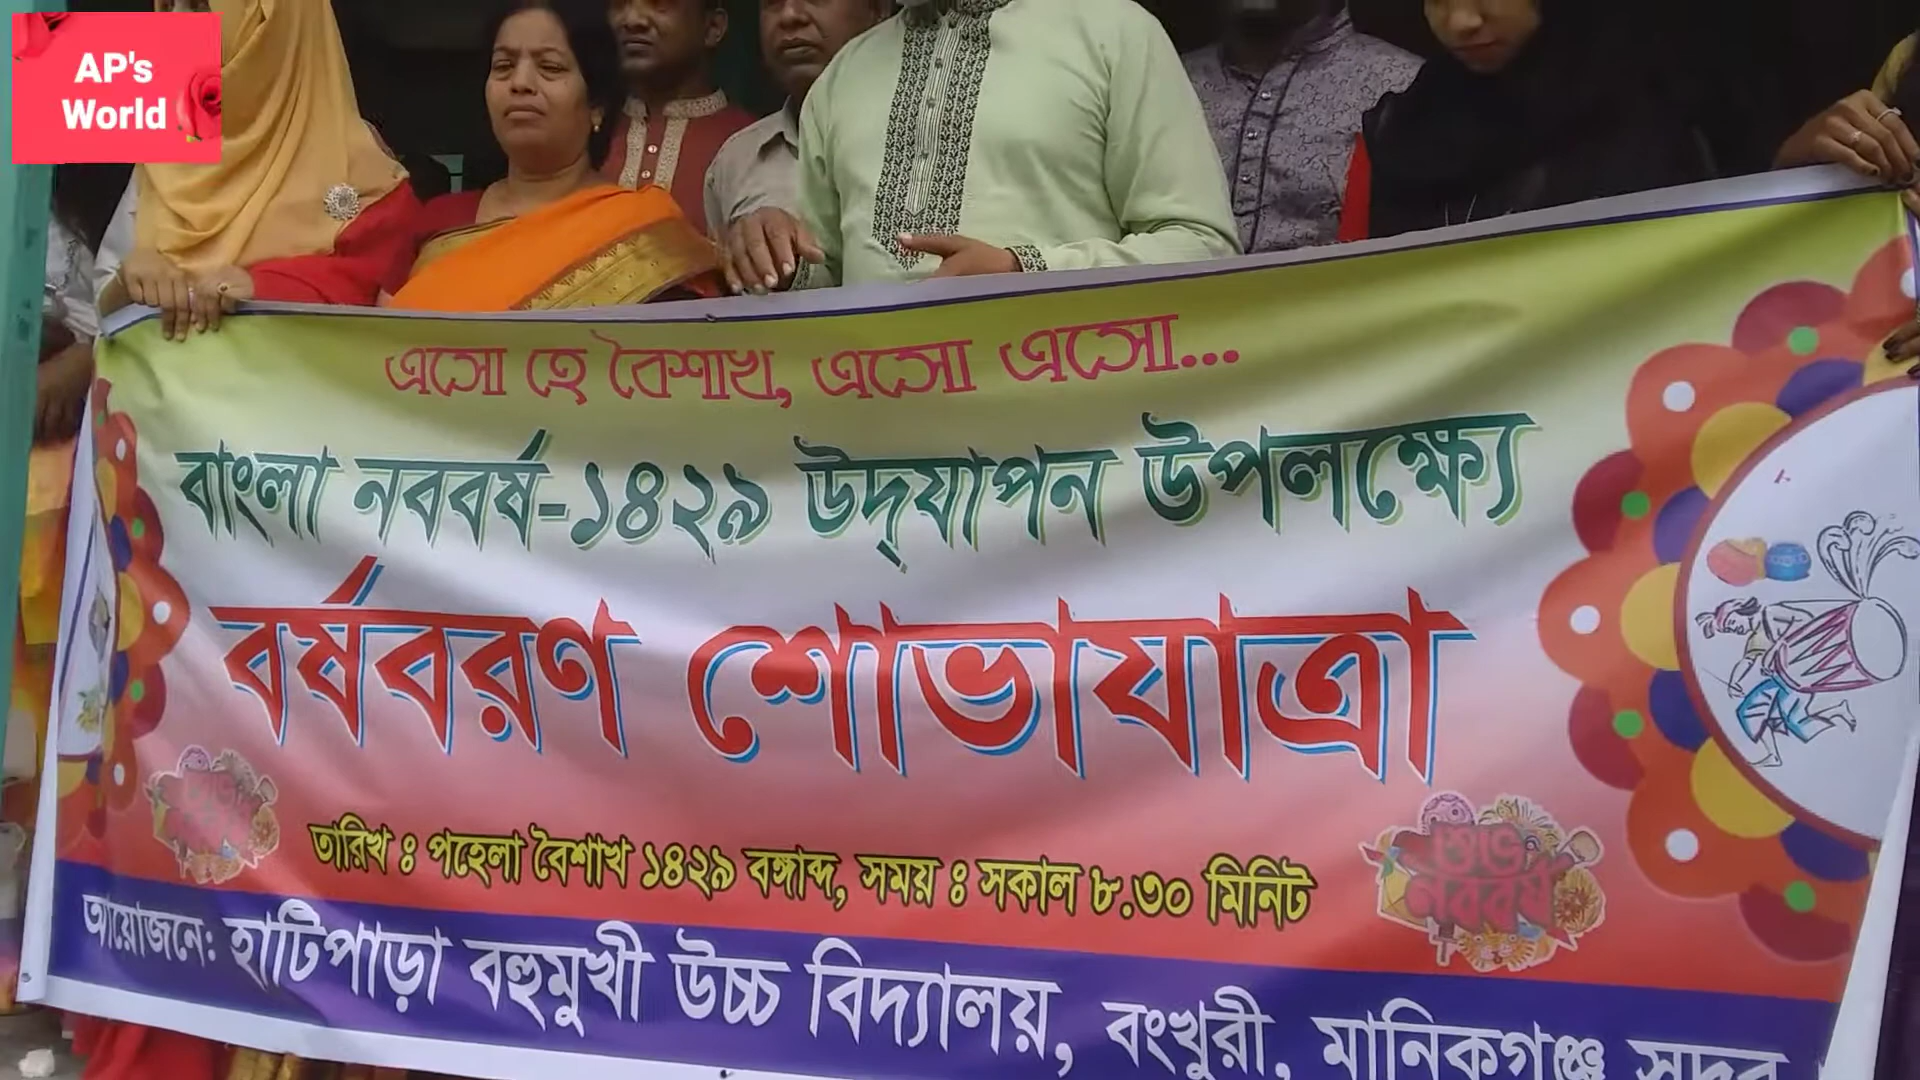 AP's
World
এসো হে বৈশাখ, এসো এসো...
বাংলা নববর্ষ-১৪২৯ উদ্‌যাপন উপলক্ষ্যে
বর্ষবরণ শোভাযাত্রা
তারিখ ঃ পহেলা বৈশাখ ১৪২৯ বঙ্গাব্দ, সময় ঃ সকাল ৮.৩০ মিনিট
শুভ
নববর্ষ
আয়োজনে: হাটিপাড়া বহুমুখী উচ্চ বিদ্যালয়, বংখুরী, মানিকগঞ্জ সদর